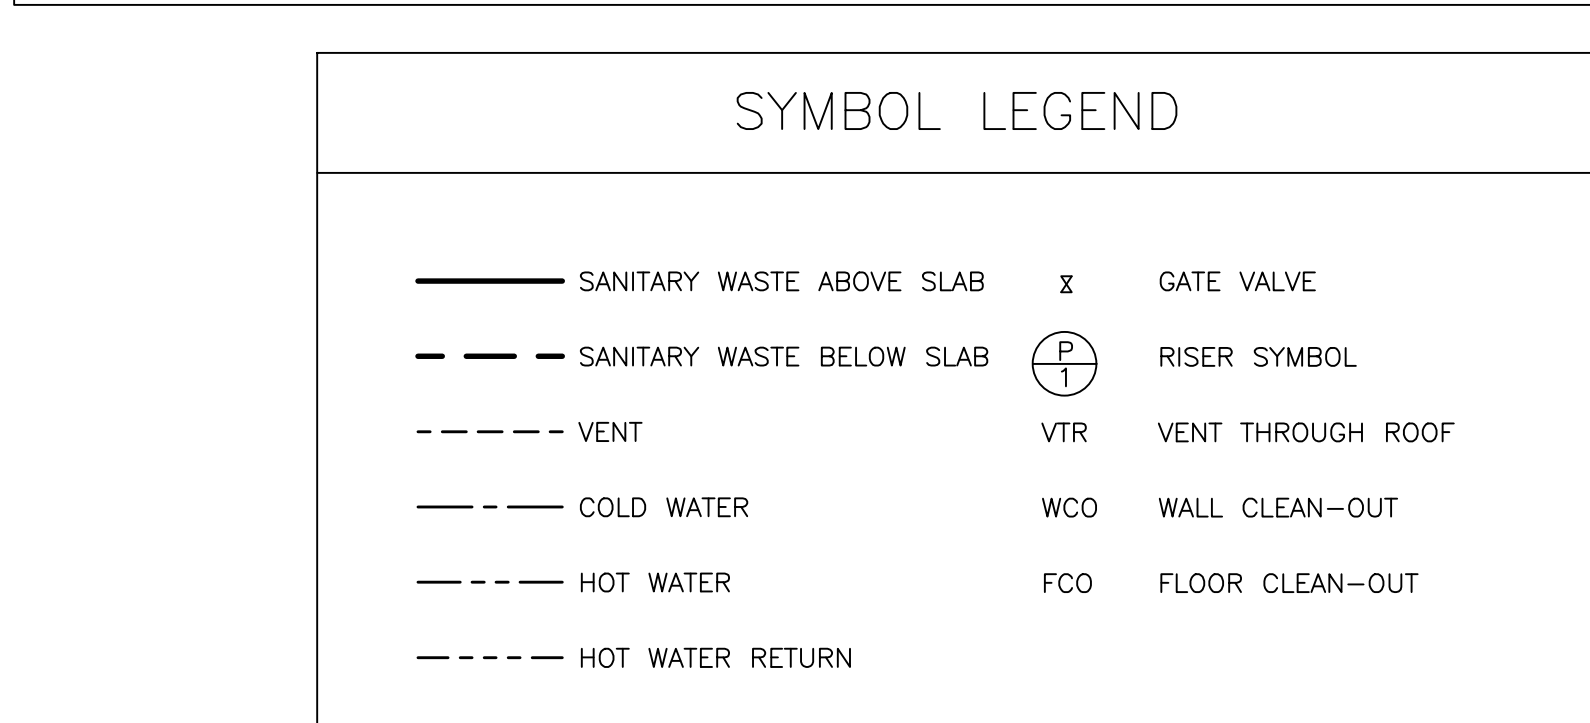 SYMBOL LEGEND
SANITARY WASTE ABOVE SLAB
GATE VALVE
SANITARY WASTE BELOW SLAB
P
1
RISER SYMBOL
VENT
VTR VENT THROUGH ROOF
COLD WATER
WCO WALL CLEAN-OUT
HOT WATER
FCO FLOOR CLEAN-OUT
HOT WATER RETURN